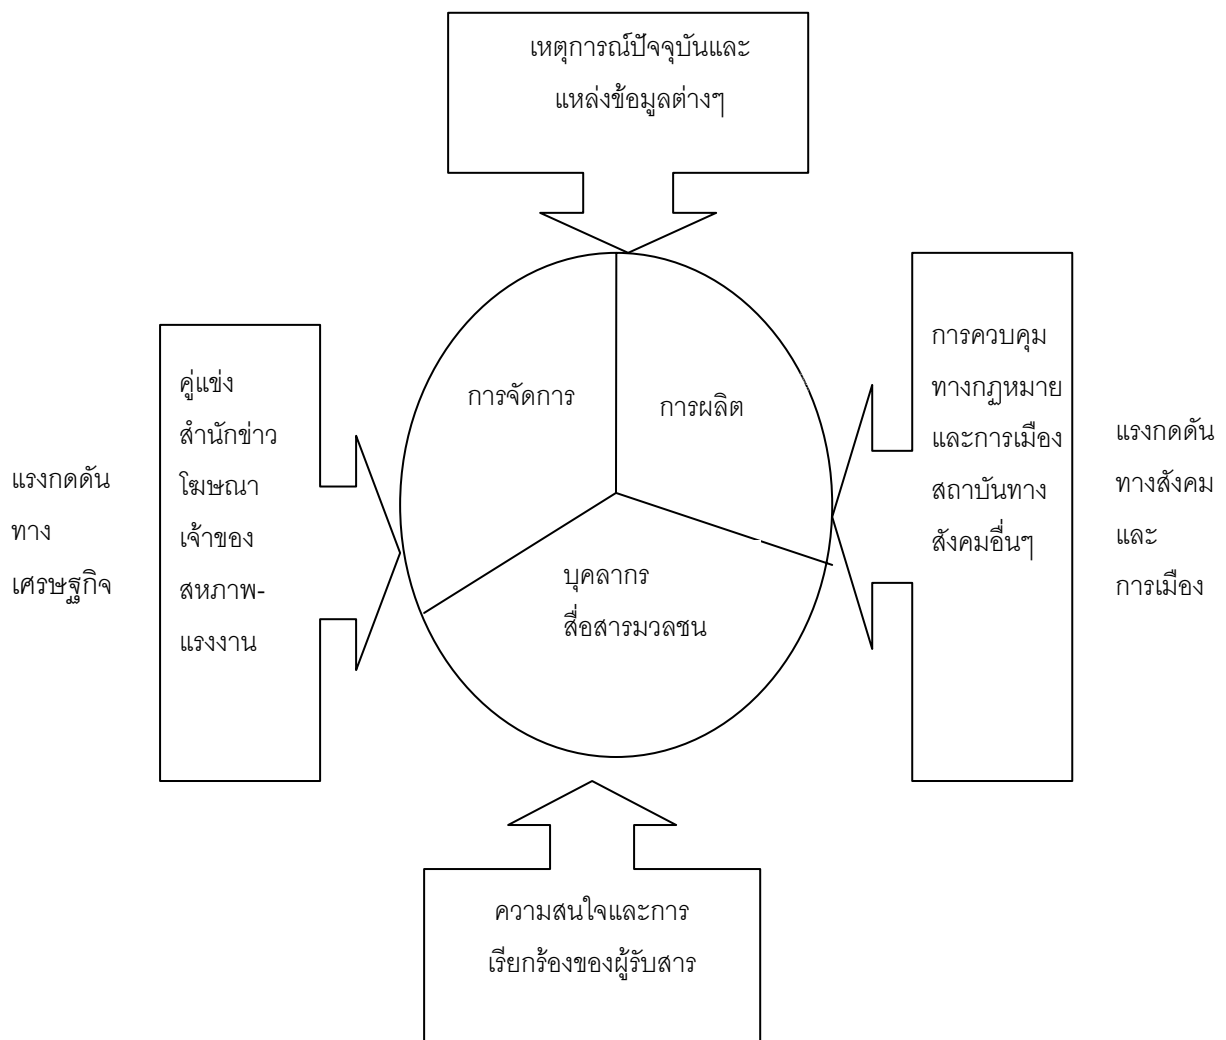 เหตุการณ์ปัจจุบันและ
แหล่งข้อมูลต่างๆ
แรงกดดัน
ทาง
เศรษฐกิจ
คู่แข่ง
สำนักข่าว
โฆษณา
เจ้าของ
สหภาพ-
แรงงาน
การจัดการ
การผลิต
บุคลากร
สื่อสารมวลชน
การควบคุม
ทางกฏหมาย
และการเมือง
สถาบันทาง
สังคมอื่นๆ
แรงกดดัน
ทางสังคม
และ
การเมือง
ความสนใจและการ
เรียกร้องของผู้รับสาร